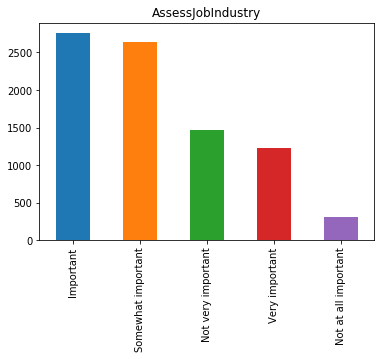 AssessJobIndustry
2500
2000
1500
1000
500
0
Important
Somewhat important
Not very important
Very important
Not at all important